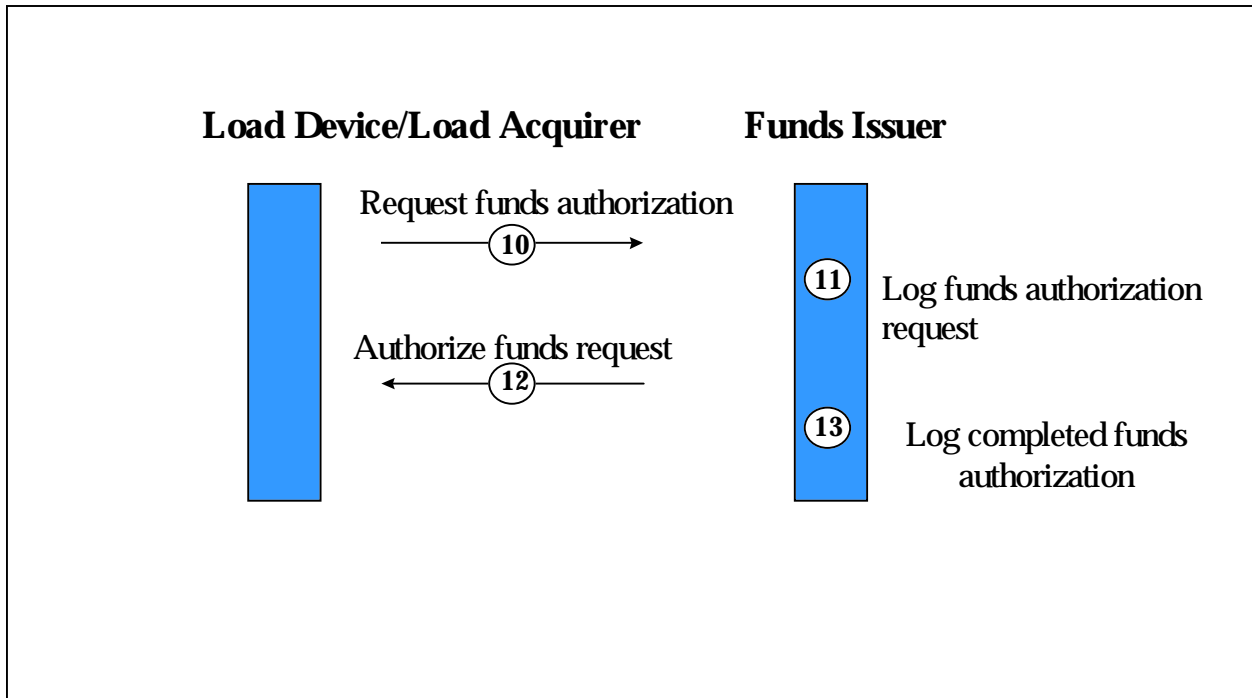 Load Device/Load Acquirer
Funds Issuer
Request funds authorization
10
11
Log funds authorization
request
Authorize funds request
12
13
Log completed funds
authorization